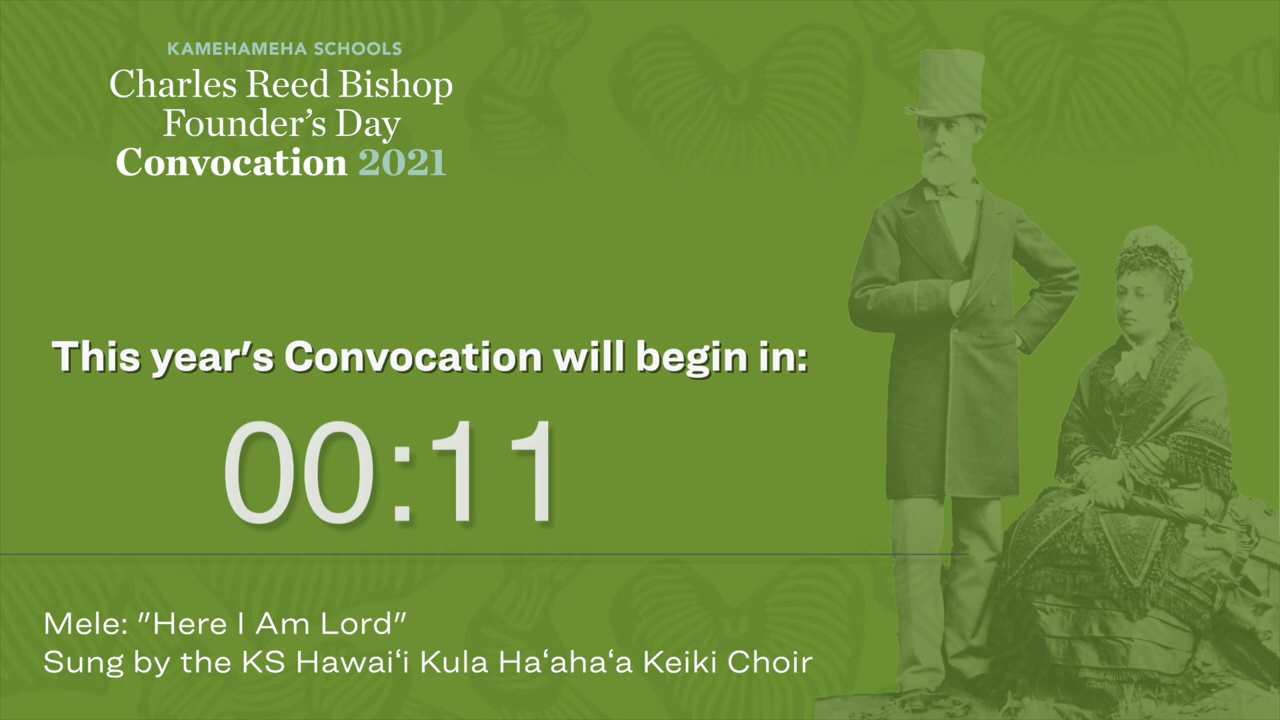 KAMEHAMEHA SCHOOLS
Charles Reed Bishop
Founder’s Day
Convocation 2021
This year's Convocation will begin in:
00:11
Mele: "Here I Am Lord"
Sung by the KS Hawaiʻi Kula Haʻahaʻa Keiki Choir